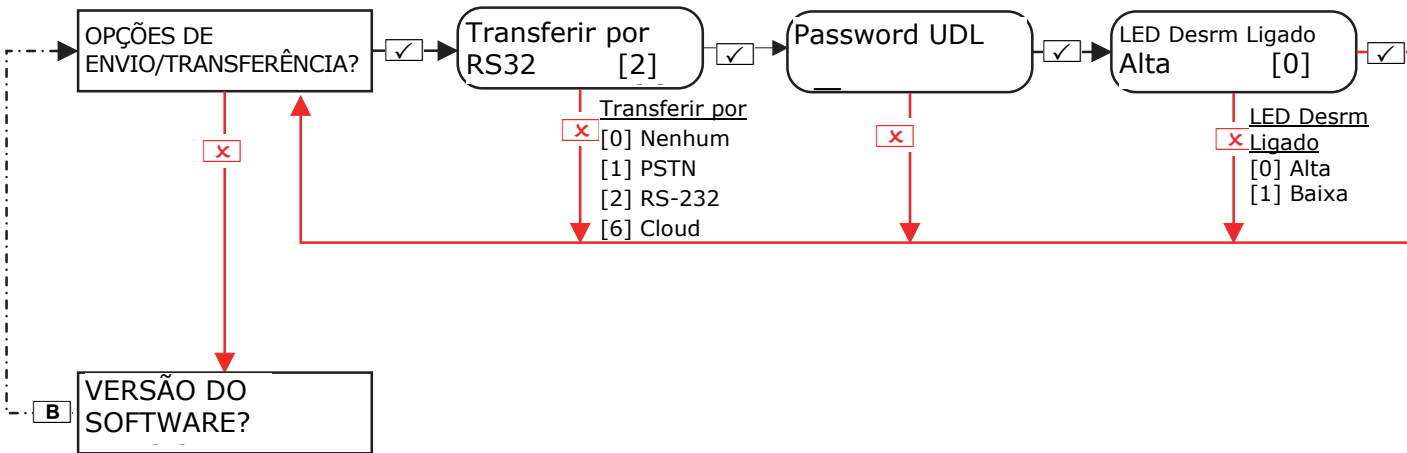 OPÇÕES DE
ENVIO/TRANSFERÊNCIA?
Transferir por
RS32 [2]
Password UDL
LED Desrm Ligado
Alta [0]
Transferir por
[0] Nenhum
[1] PSTN
[2] RS-232
[6] Cloud
LED Desrm
Ligado
[0] Alta
[1] Baixa
VERSÃO DO
SOFTWARE?
B